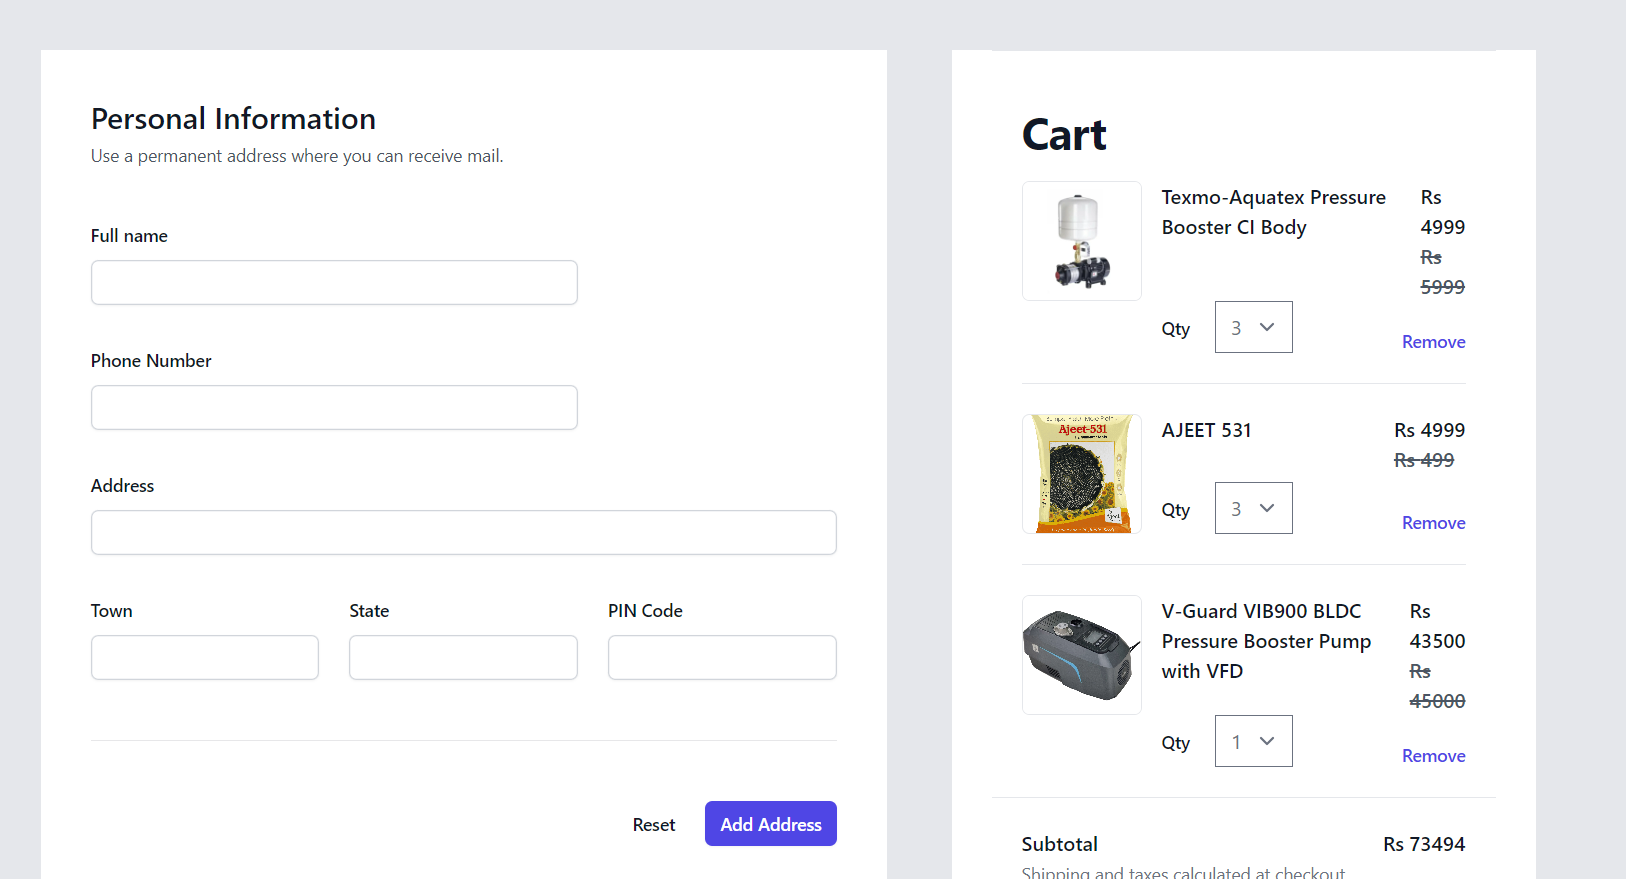 Personal Information
Use a permanent address where you can receive mail.
Full name
Phone Number
Address
Town
State
PIN Code
Reset
Add Address
Cart
Texmo-Aquatex Pressure
Booster CI Body
Rs
4999
Rs
5999
Qty
3
Remove
Ajeet-531
AJEET 531
Rs 4999
Rs 499
Qty
3
Remove
V-Guard VIB900 BLDC
Pressure Booster Pump
with VFD
Rs
43500
Rs
45000
Qty
1
Remove
Subtotal
Rs 73494
Shipping and taxes calculated at checkout